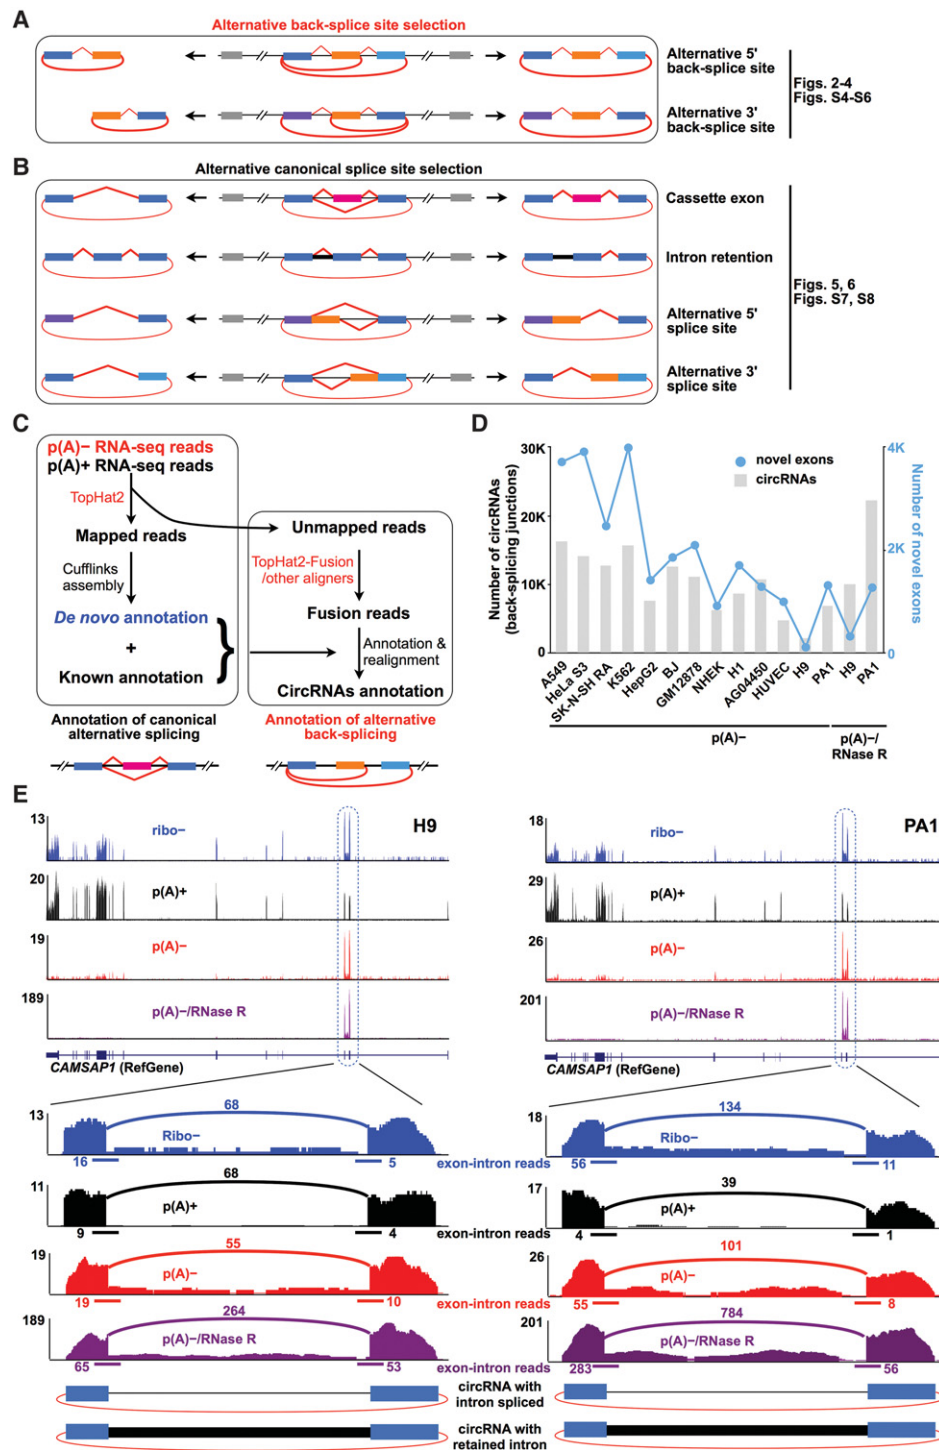 A
Alternative back-splice site selection
Alternative 5'
back-splice site
Alternative 3'
back-splice site
Figs. 2-4
Figs. S4-S6
B
Alternative canonical splice site selection
Cassette exon
Intron retention
Alternative 5'
splice site
Alternative 3'
splice site
Figs. 5, 6
Figs. S7, S8
C
p(A)− RNA-seq reads
p(A)+ RNA-seq reads
TopHat2
Mapped reads
Cufflinks
assembly
De novo annotation
+
Known annotation
Unmapped reads
TopHat2-Fusion
/other aligners
Fusion reads
Annotation &
realignment
CircRNAs annotation
Annotation of canonical
alternative splicing
Annotation of alternative
back-splicing
D
Number of circRNAs
(back-splicing junctions)
30K
20K
10K
0
novel exons
circRNAs
4K
2K
0
Number of novel exons
A549
HeLa S3
SK-N-SH RA
K562
HepG2
BJ
GM12878
NHEK
H1
AG04450
HUVEC
H9
PA1
H9
PA1
p(A)−
p(A)−/
RNase R
E
H9
13
ribo−
20
p(A)+
19
p(A)−
189
p(A)−/RNase R
CAMSAP1 (RefGene)
PA1
18
ribo−
29
p(A)+
26
p(A)−
201
p(A)−/RNase R
CAMSAP1 (RefGene)
13
68
Ribo−
16
5
exon-intron reads
18
134
Ribo−
56
11
11
68
p(A)+
9
4
exon-intron reads
17
39
p(A)+
4
1
19
55
p(A)−
19
10
exon-intron reads
26
101
p(A)−
55
8
189
264
p(A)−/RNase R
65
53
exon-intron reads
201
784
p(A)−/RNase R
283
56
circRNA with
intron spliced
circRNA with
retained intron